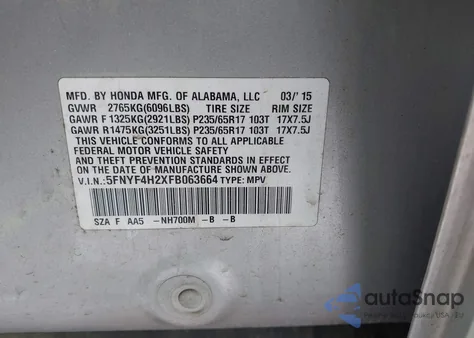 MFD. BY HONDA MFG. OF ALABAMA, LLC 03/'15
GVWR 2765KG(6096LBS) TIRE SIZE RIM SIZE
GAWR F 1325KG(2921LBS) P235/65R17 103T 17X7.5J
GAWR R 1475KG(3251LBS) P235/65R17 103T 17X7.5J
THIS VEHICLE CONFORMS TO ALL APPLICABLE
FEDERAL MOTOR VEHICLE SAFETY, BUMPER,
AND THEFT PREVENTION STANDARDS IN EFFECT
ON THE DATE OF MANUFACTURE SHOWN ABOVE.
V.I.N.: 5FNYF4H2XFB063664 TYPE: MPV
SZA F AA5 -NH700M -B -B
autoSnap